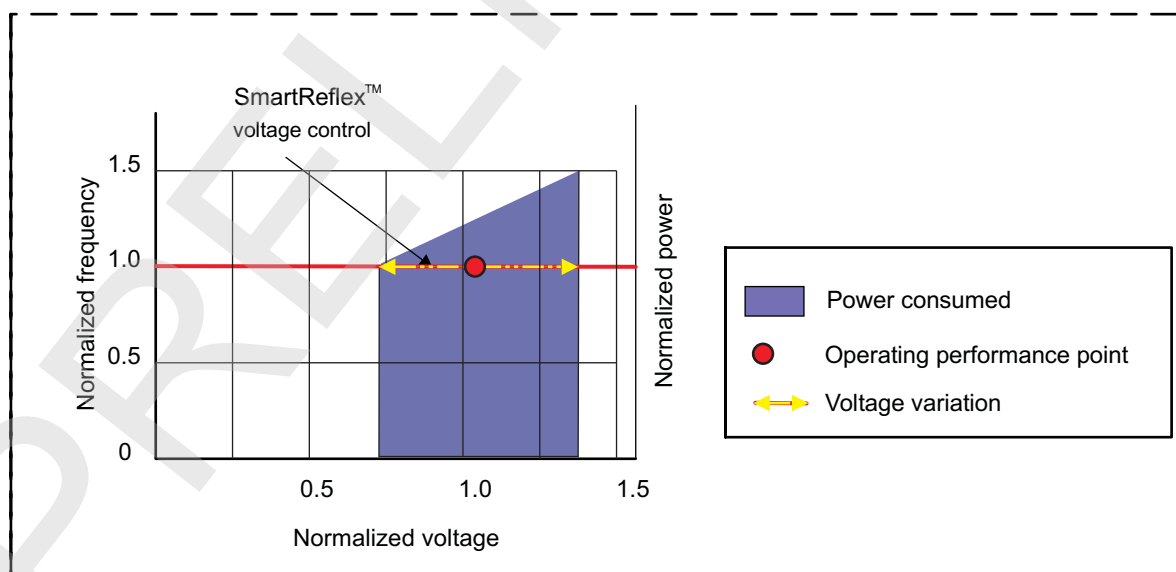 SmartReflex™
voltage control
1.5
1.0
0.5
0
Normalized frequency
0.5
1.0
1.5
Normalized voltage
Normalized power
Power consumed
Operating performance point
Voltage variation